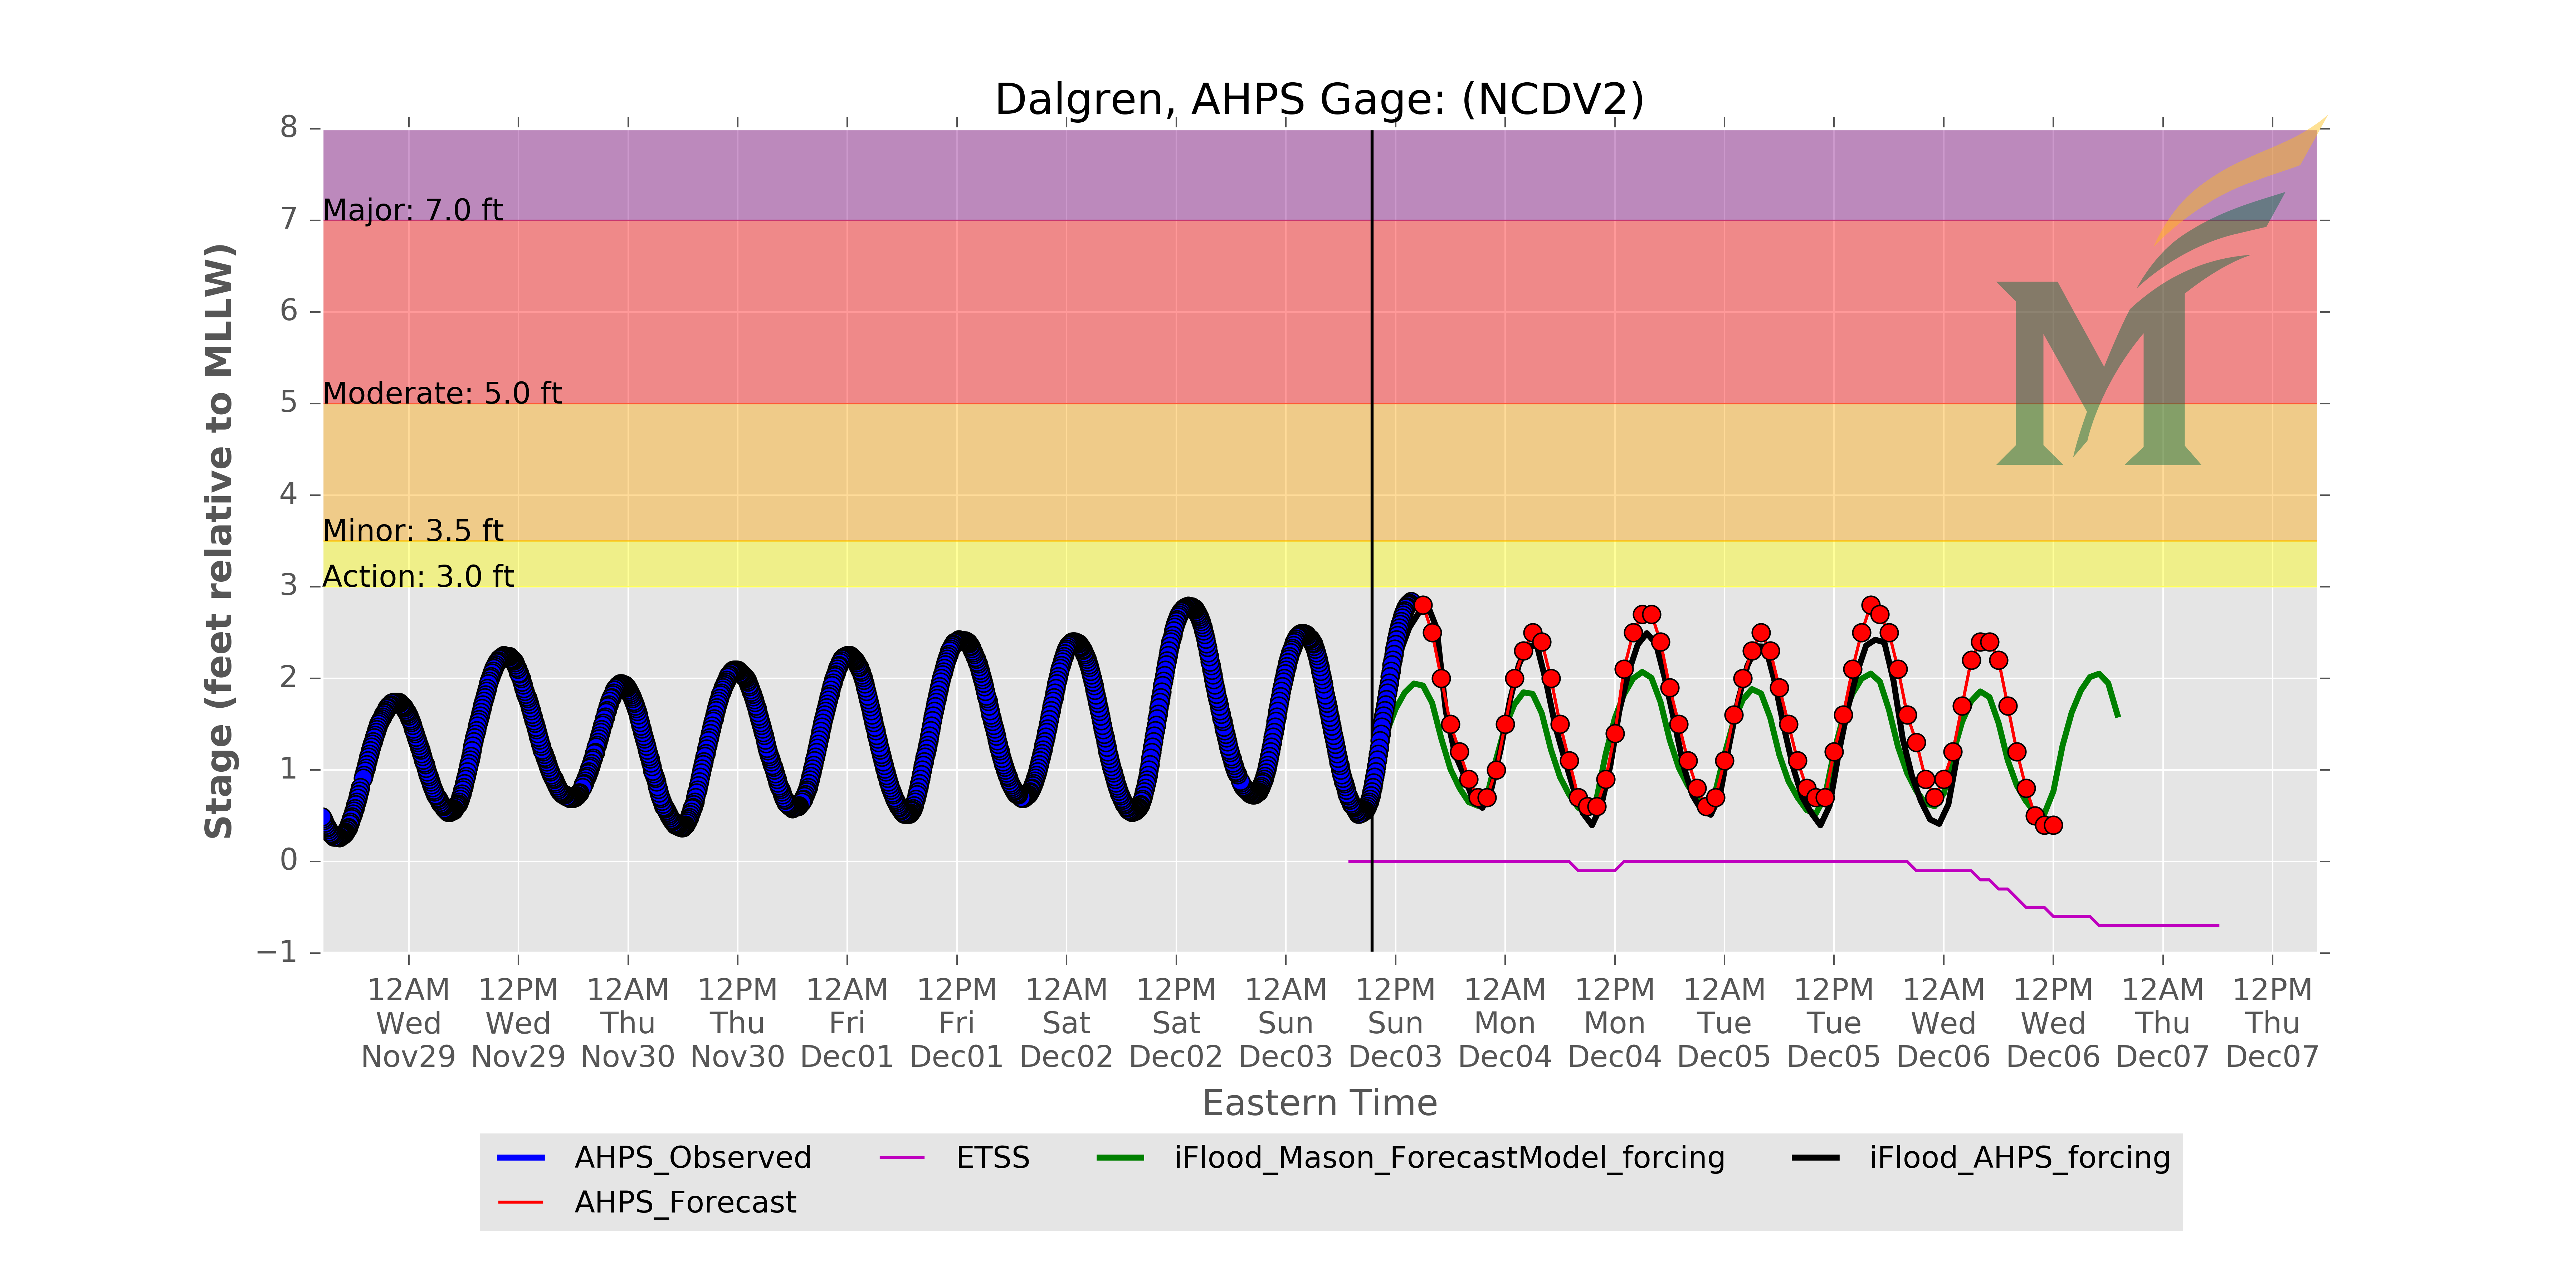 Dalgren, AHPS Gage: (NCDV2)
8
7
6
5
4
3
2
1
0
−1
Stage (feet relative to MLLW)
Major: 7.0 ft
Moderate: 5.0 ft
Minor: 3.5 ft
Action: 3.0 ft
12AM 12PM 12AM 12PM 12AM 12PM 12AM 12PM 12AM 12PM 12AM 12PM 12AM 12PM 12AM 12PM 12AM 12PM
Wed Wed Thu Thu Fri Fri Sat Sat Sun Sun Mon Mon Tue Tue Wed Wed Thu Thu
Nov29 Nov29 Nov30 Nov30 Dec01 Dec01 Dec02 Dec02 Dec03 Dec03 Dec04 Dec04 Dec05 Dec05 Dec06 Dec06 Dec07 Dec07
Eastern Time
AHPS_Observed ETSS iFlood_Mason_ForecastModel_forcing iFlood_AHPS_forcing
AHPS_Forecast
M